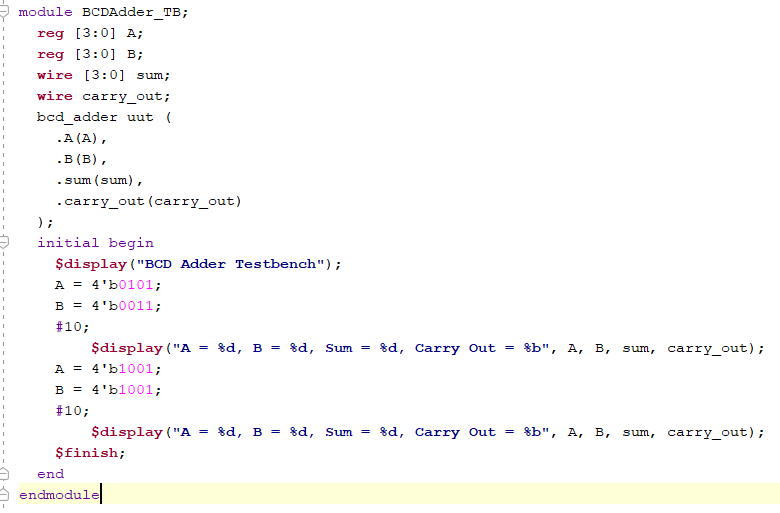 module BCDAdder_TB;
  reg [3:0] A;
  reg [3:0] B;
  wire [3:0] sum;
  wire carry_out;
  bcd_adder uut (
    .A(A),
    .B(B),
    .sum(sum),
    .carry_out(carry_out)
  );
  initial begin
    $display("BCD Adder Testbench");
    A = 4'b0101;
    B = 4'b0011;
    #10;
        $display("A = %d, B = %d, Sum = %d, Carry Out = %b", A, B, sum, carry_out);
    A = 4'b1001;
    B = 4'b1001;
    #10;
        $display("A = %d, B = %d, Sum = %d, Carry Out = %b", A, B, sum, carry_out);
    $finish;
  end
endmodule